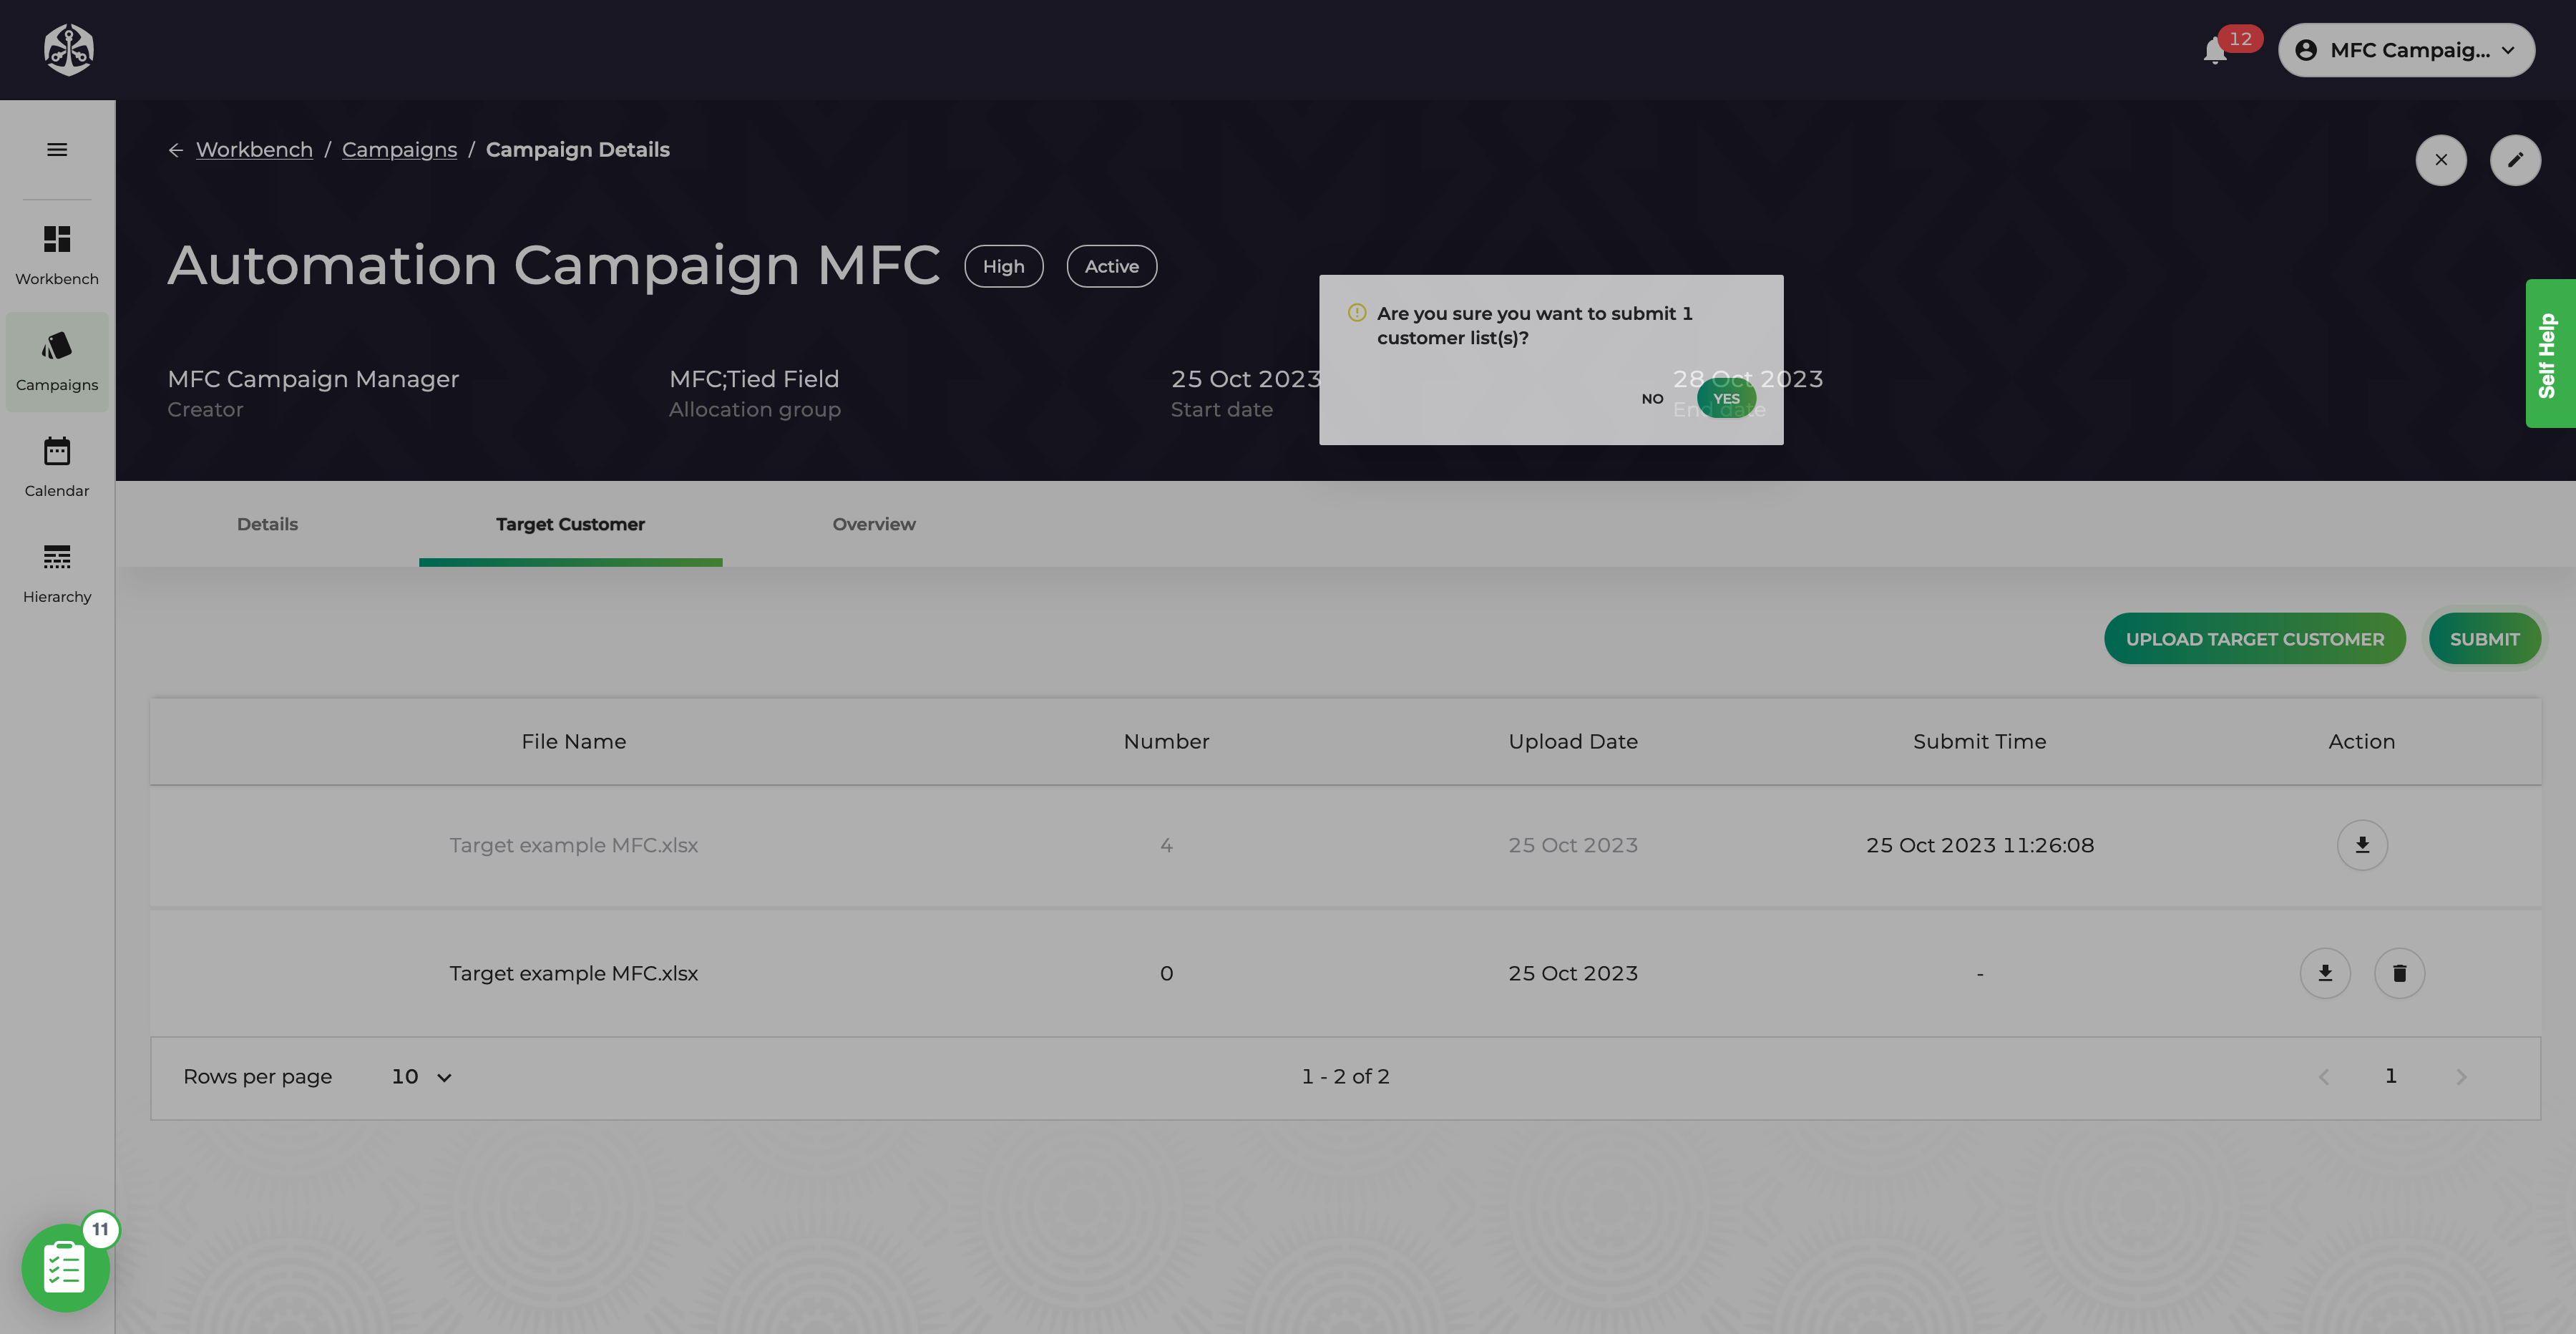 12
MFC Campaig...
Workbench / Campaigns / Campaign Details
Workbench
Campaigns
Calendar
Hierarchy
Automation Campaign MFC
High
Active
MFC Campaign Manager
Creator
MFC;Tied Field
Allocation group
25 Oct 2023
Start date
28 Oct 2023
End date
Are you sure you want to submit 1
customer list(s)?
NO
YES
Self Help
Details
Target Customer
Overview
UPLOAD TARGET CUSTOMER
SUBMIT
File Name Number Upload Date Submit Time Action
Target example MFC.xlsx 4 25 Oct 2023 25 Oct 2023 11:26:08
Target example MFC.xlsx 0 25 Oct 2023 -
Rows per page 10 1 - 2 of 2 1
11